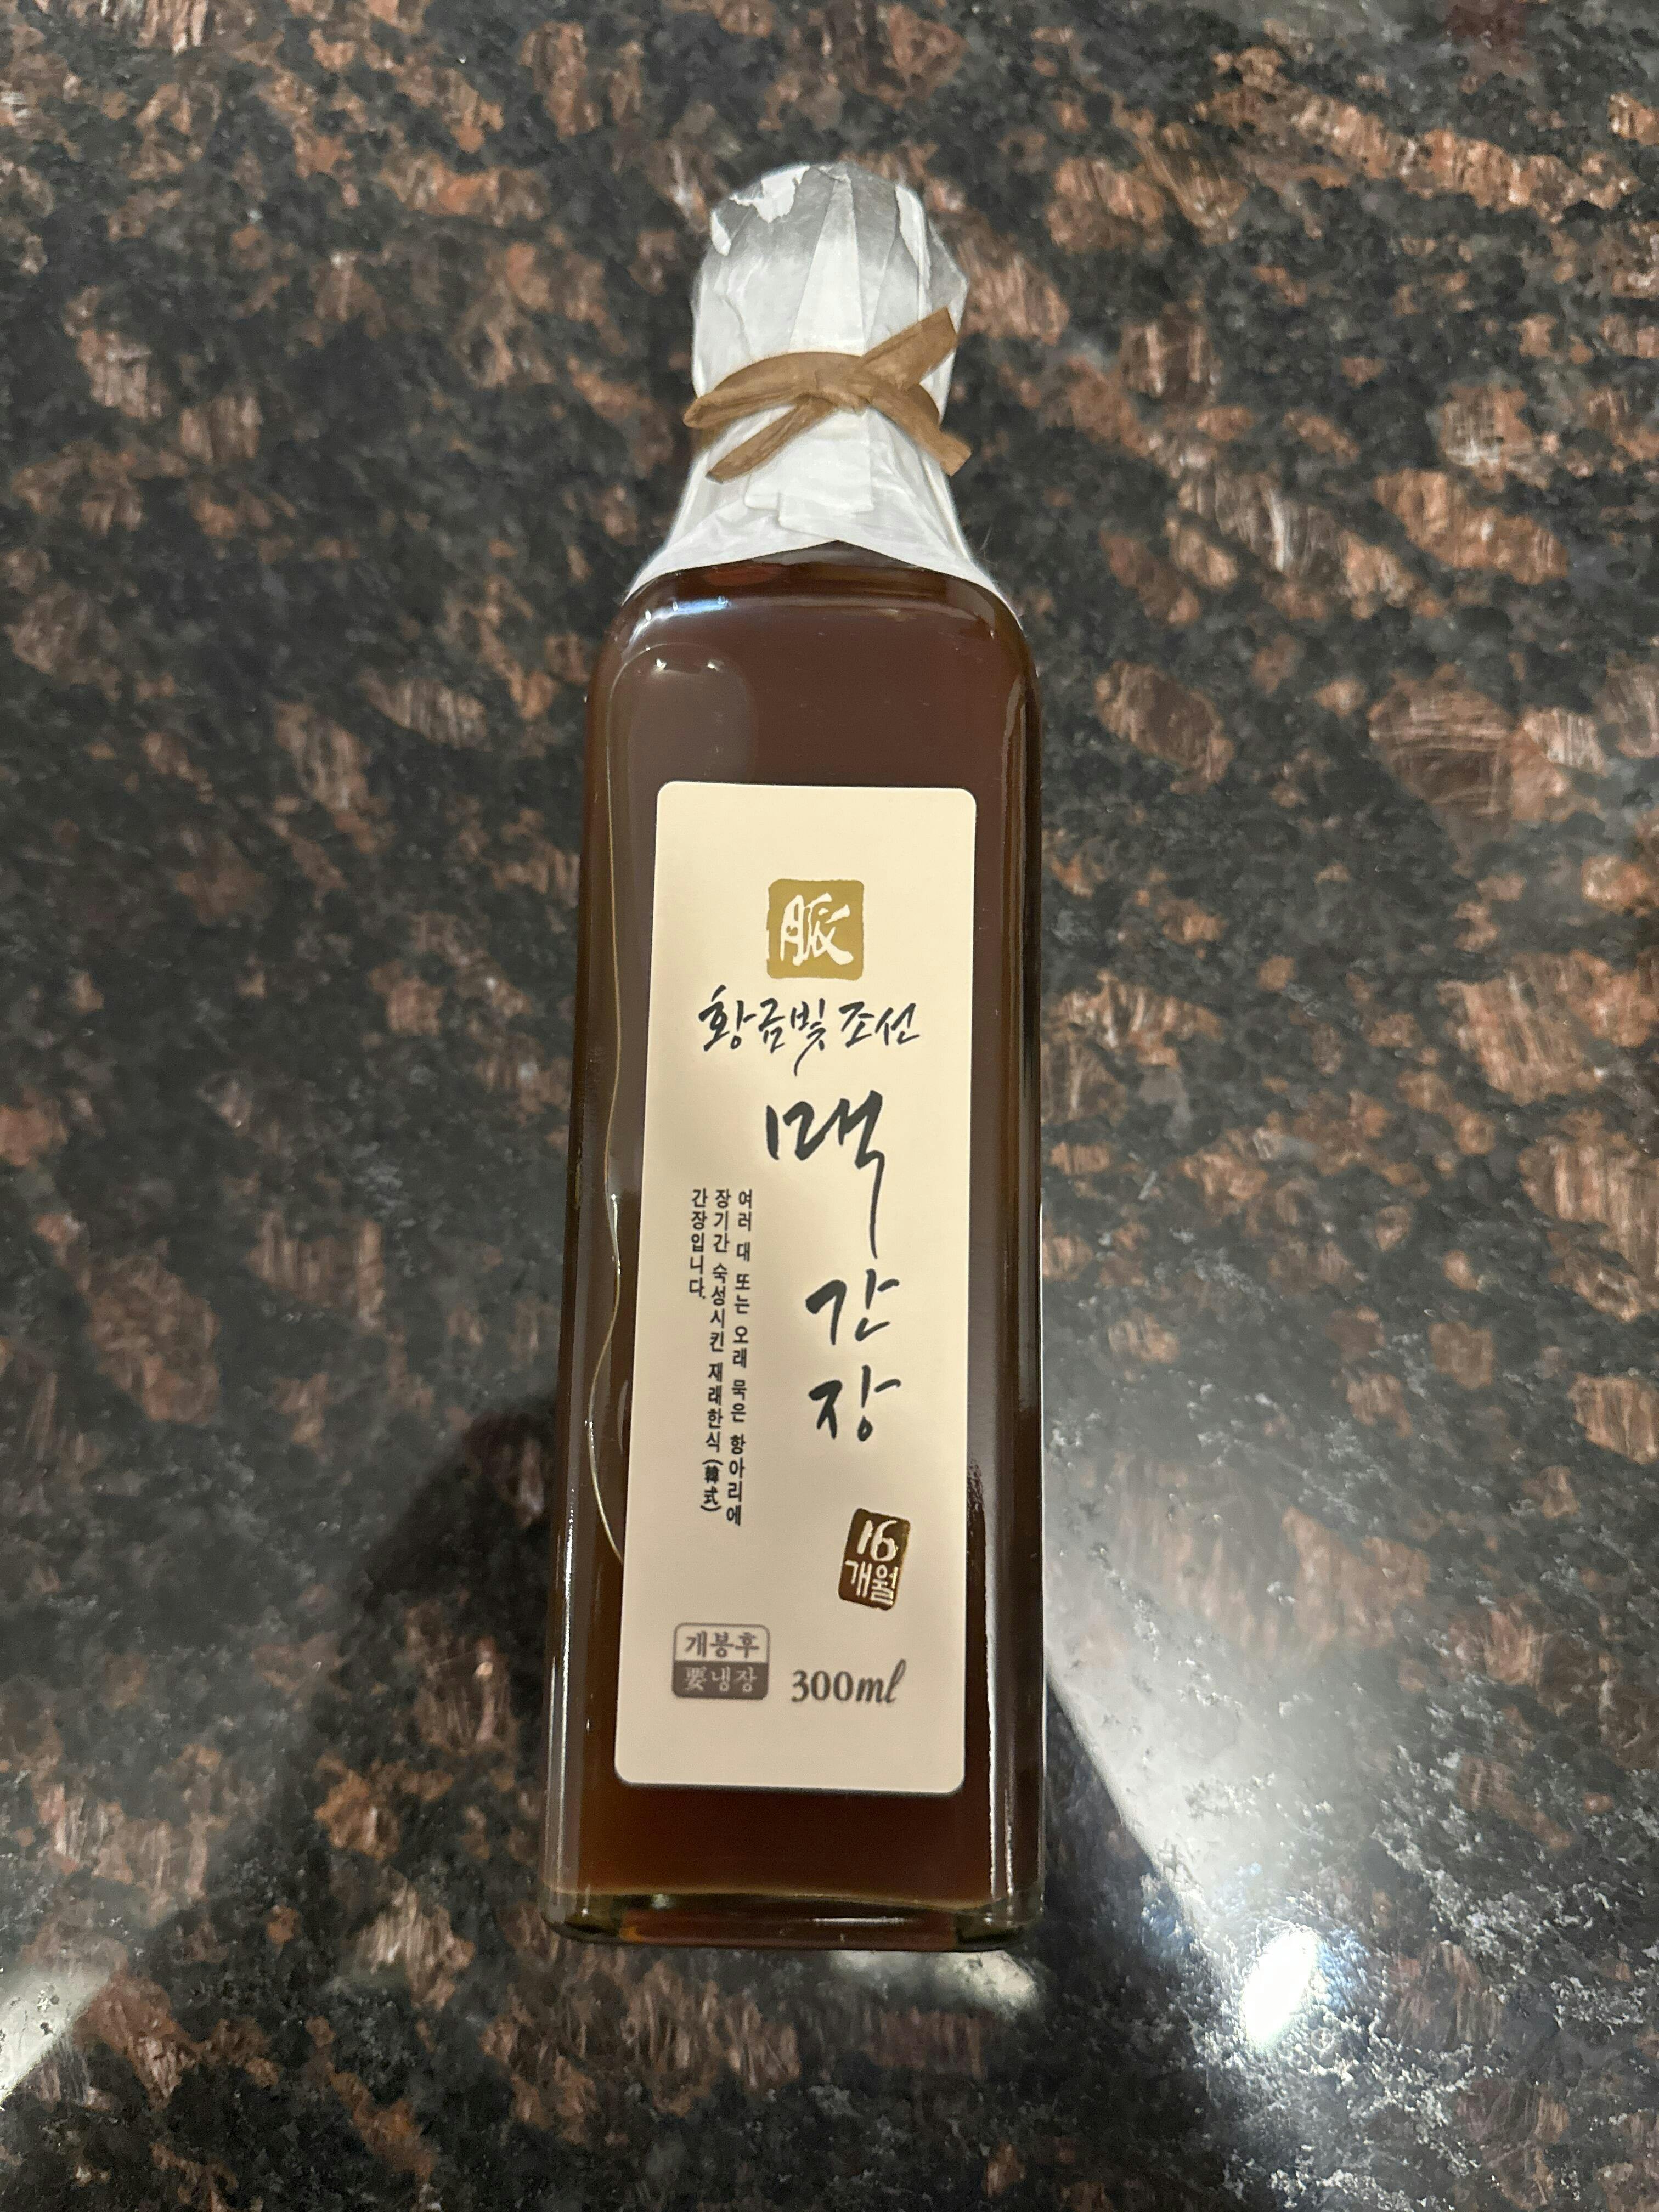 脈
황금빛 조선
맥
간
장
여러 대 또는 오래 묵은 항아리에
장기간 숙성시킨 재래한식(韓式)
간장입니다.
16
개월
개봉후
要냉장
300ml